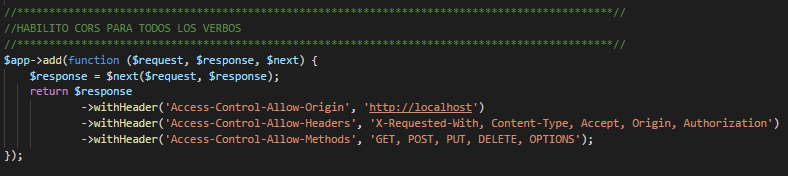 //*************************************************************************//
//HABILITO CORS PARA TODOS LOS VERBOS
//*************************************************************************//
$app->add(function ($request, $response, $next) {
    $response = $next($request, $response);
    return $response
            ->withHeader('Access-Control-Allow-Origin', 'http://localhost')
            ->withHeader('Access-Control-Allow-Headers', 'X-Requested-With, Content-Type, Accept, Origin, Authorization')
            ->withHeader('Access-Control-Allow-Methods', 'GET, POST, PUT, DELETE, OPTIONS');
});